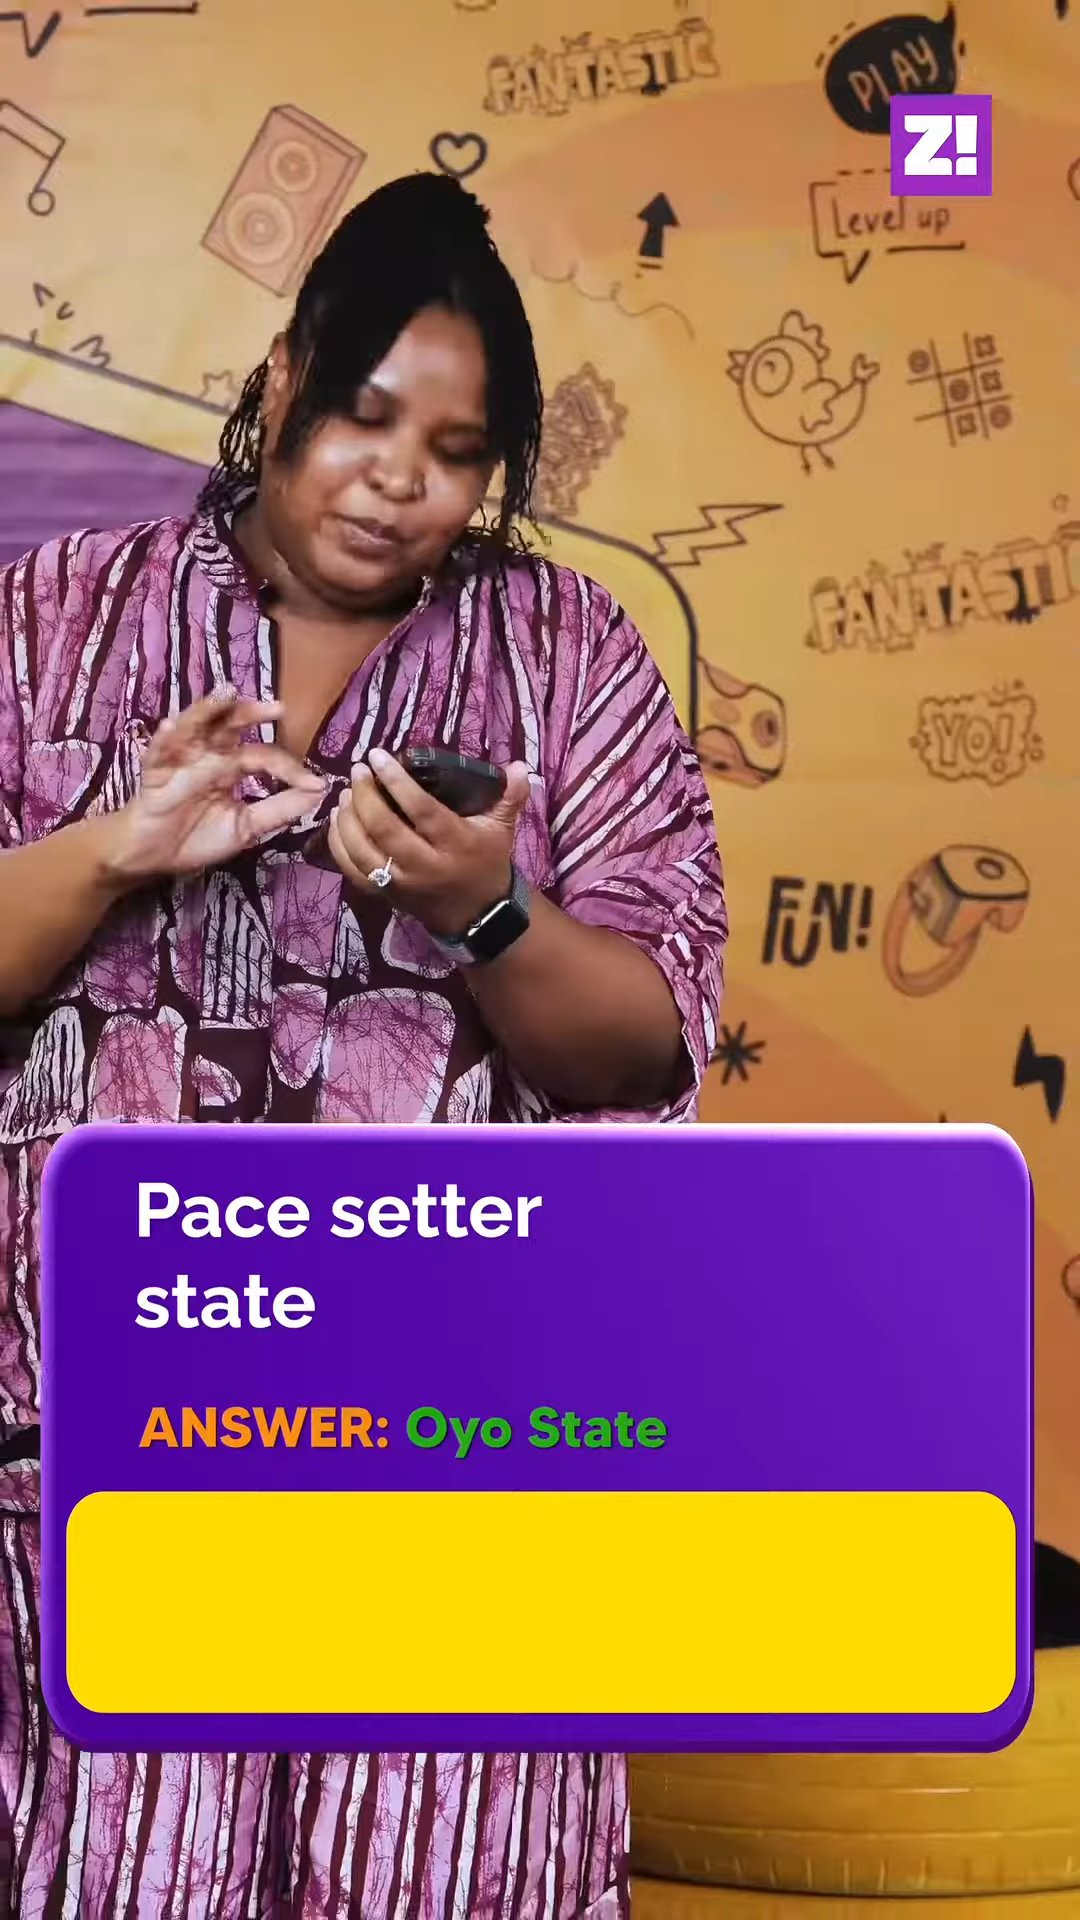 FANTASTIC
PLAY
Z!
Level up
FANTASTIC
YO!
FUN!
Pace setter
state
ANSWER: Oyo State